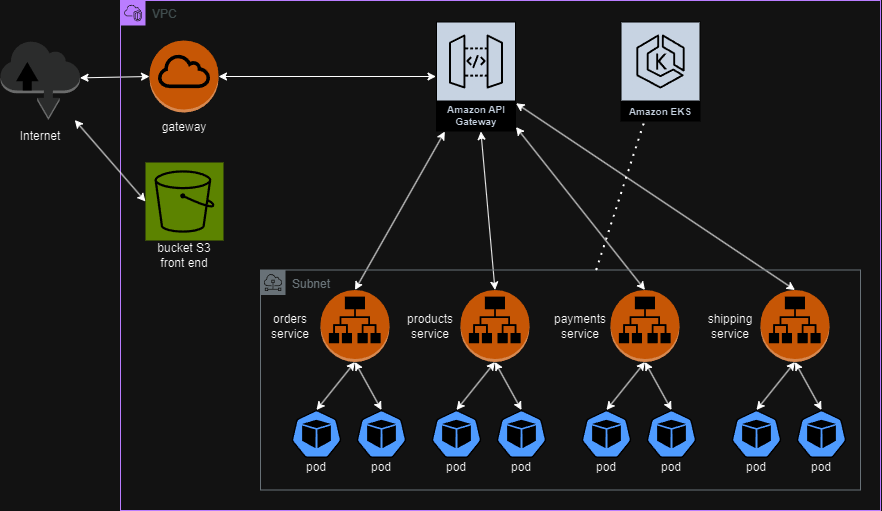 VPC
Internet
gateway
Amazon API
Gateway
Amazon EKS
bucket S3
front end
Subnet
orders
service
products
service
payments
service
shipping
service
pod
pod
pod
pod
pod
pod
pod
pod